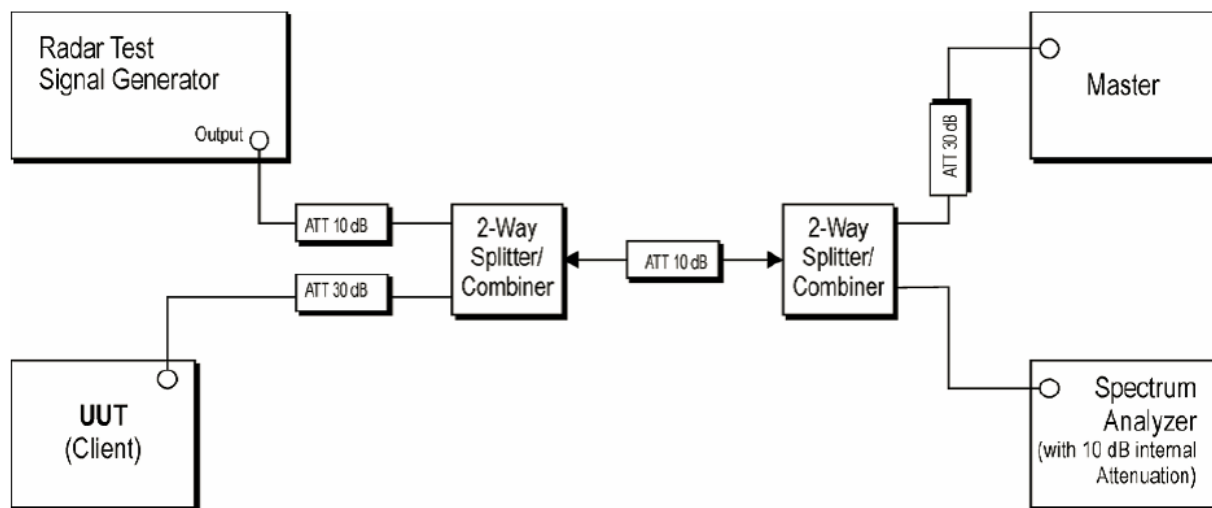 Radar Test
Signal Generator
Output
ATT 10 dB
ATT 30 dB
2-Way
Splitter/
Combiner
ATT 10 dB
2-Way
Splitter/
Combiner
ATT 30 dB
Master
UUT
(Client)
Spectrum
Analyzer
(with 10 dB internal
Attenuation)